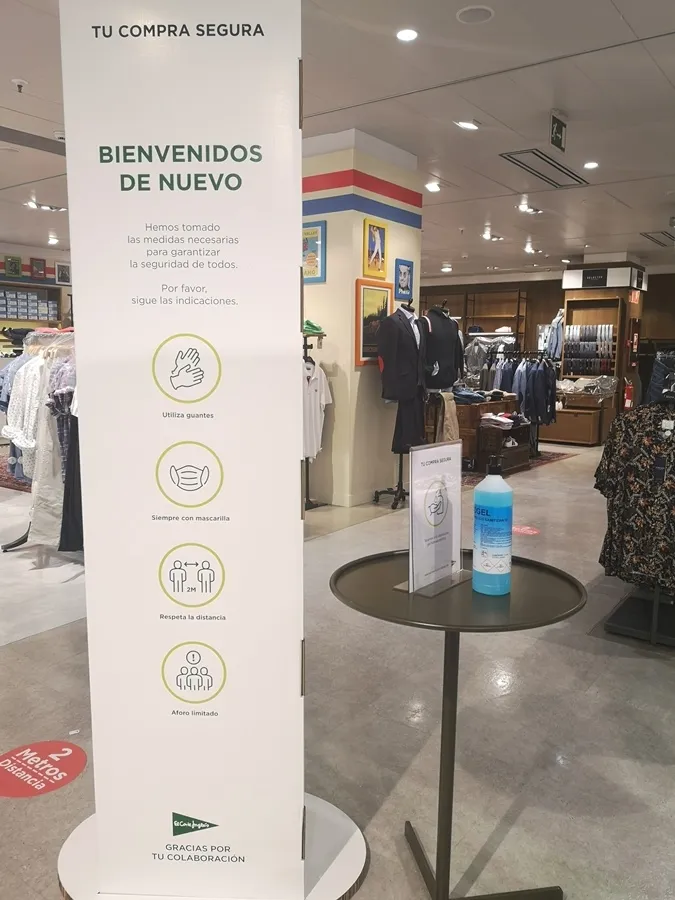 TU COMPRA SEGURA
BIENVENIDOS
DE NUEVO
Hemos tomado
las medidas necesarias
para garantizar
la seguridad de todos.
Por favor,
sigue las indicaciones.
Utiliza guantes
Siempre con mascarilla
2M
Respeta la distancia
Aforo limitado
El Corte Inglés
GRACIAS POR
TU COLABORACIÓN
2
Metros
Distancia
TU COMPRA SEGURA